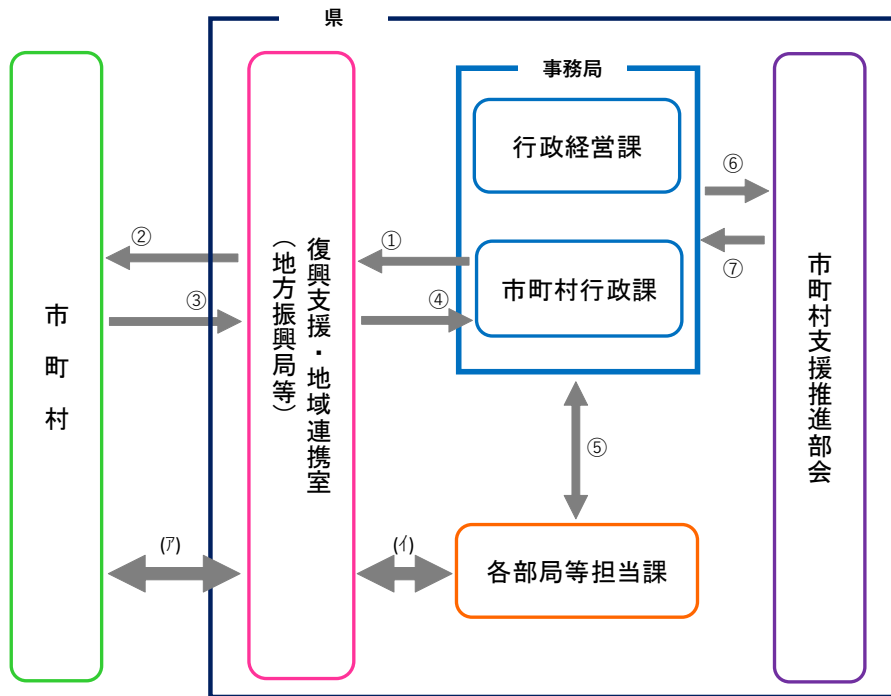 県
事務局
行政経営課
⑥
②
①
復興支援・地域連携室
(地方振興局等)
市町村行政課
⑦
③
④
市町村
市町村支援推進部会
⑤
(ｱ)
(ｲ)
各部局等担当課